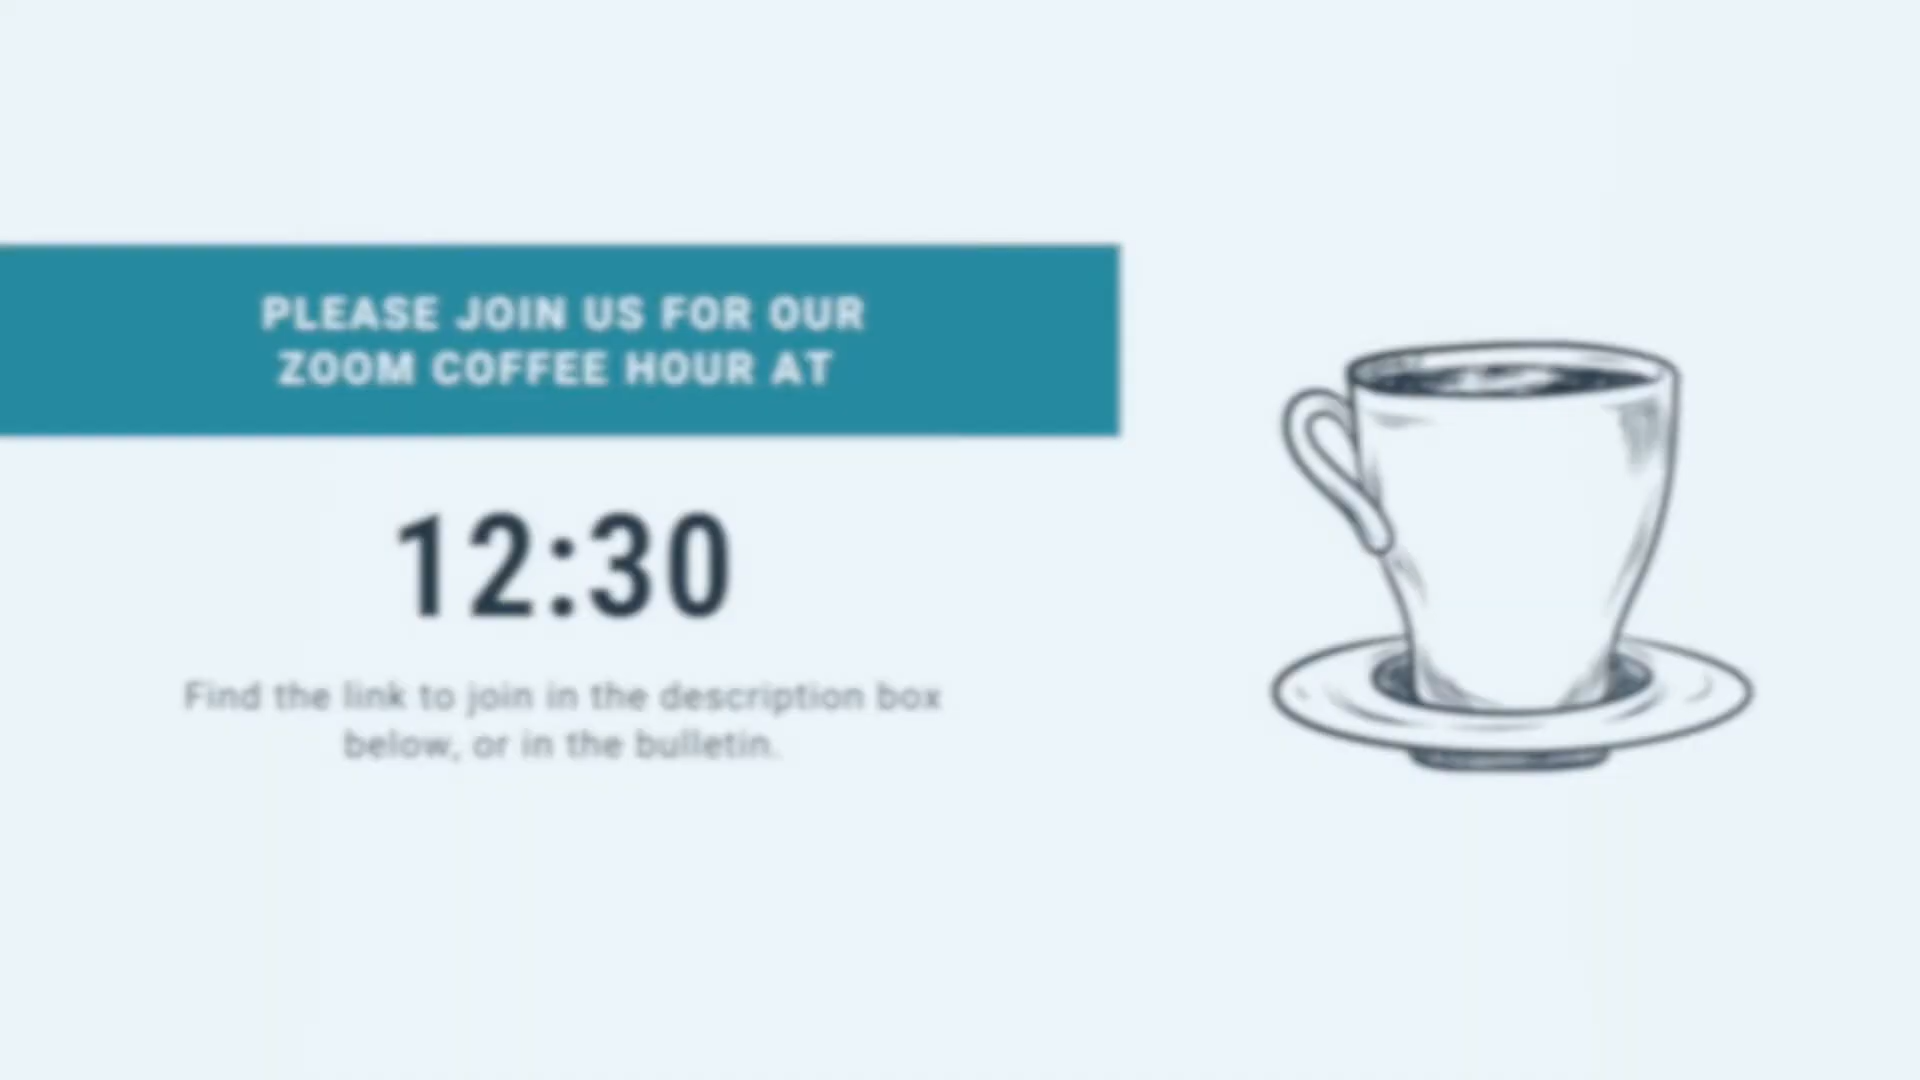 PLEASE JOIN US FOR OUR
ZOOM COFFEE HOUR AT
12:30
Find the link to join in the description box
below, or in the bulletin.